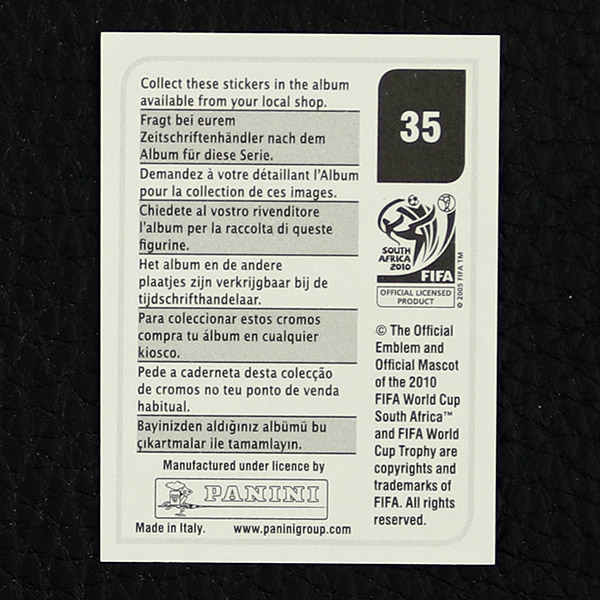 Collect these stickers in the album
available from your local shop.
Fragt bei eurem
Zeitschriftenhändler nach dem
Album für diese Serie.
Demandez à votre détaillant l'Album
pour la collection de ces images.
Chiedete al vostro rivenditore
l'album per la raccolta di queste
figurine.
Het album en de andere
plaatjes zijn verkrijgbaar bij de
tijdschrifthandelaar.
Para coleccionar estos cromos
compra tu álbum en cualquier
kiosco.
Pede a caderneta desta colecção
de cromos no teu ponto de venda
habitual.
Bayinizden aldığınız albümü bu
çıkartmalar ile tamamlayın.
Manufactured under licence by
PANINI
Made in Italy. www.paninigroup.com
35
SOUTH
AFRICA
2010
FIFA
© 2005 FIFA TM
OFFICIAL LICENSED
PRODUCT
© The Official
Emblem and
Official Mascot
of the 2010
FIFA World Cup
South Africa™
and FIFA World
Cup Trophy are
copyrights and
trademarks of
FIFA. All rights
reserved.